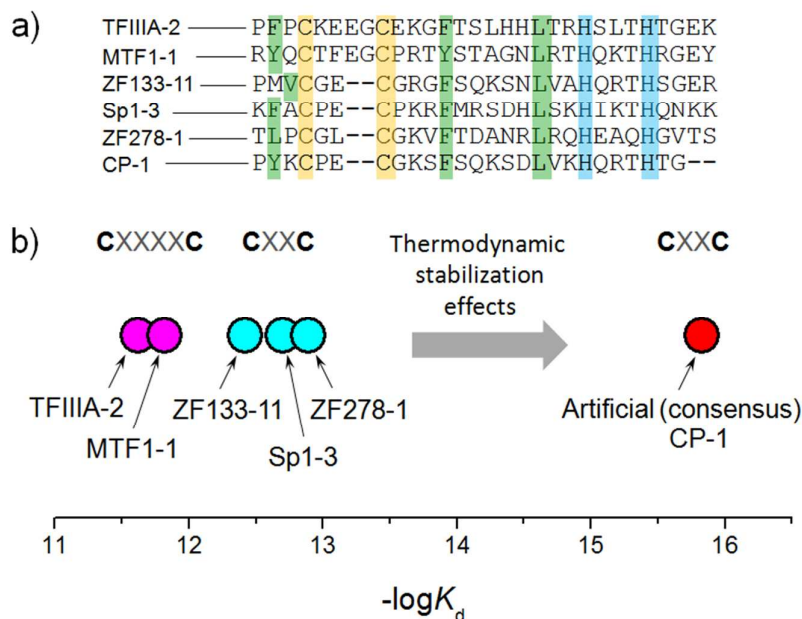 a)
TFIIIA-2 PFPCKEEGCEKGFTSLHHLTRHSLTHTGEK
MTF1-1 RYQCTFEGCPRTYSTAGNLRTHQKTHRGEY
ZF133-11 PMVCGE--CGRGFSQKSNLVAHQRTHSGER
Sp1-3 KFACPE--CPKRFMRSDHLSKHIKTHQNKK
ZF278-1 TLPCGL--CGKVFTDANRLRQHEAQHGVTS
CP-1 PYKCPE--CGKSFSQKSDLVKHQRTHTG--
b)
CXXXXC CXXC Thermodynamic CXXC
stabilization
effects
TFIIIA-2 ZF133-11 ZF278-1 Artificial (consensus)
MTF1-1 Sp1-3 CP-1
11 12 13 14 15 16
-logKd